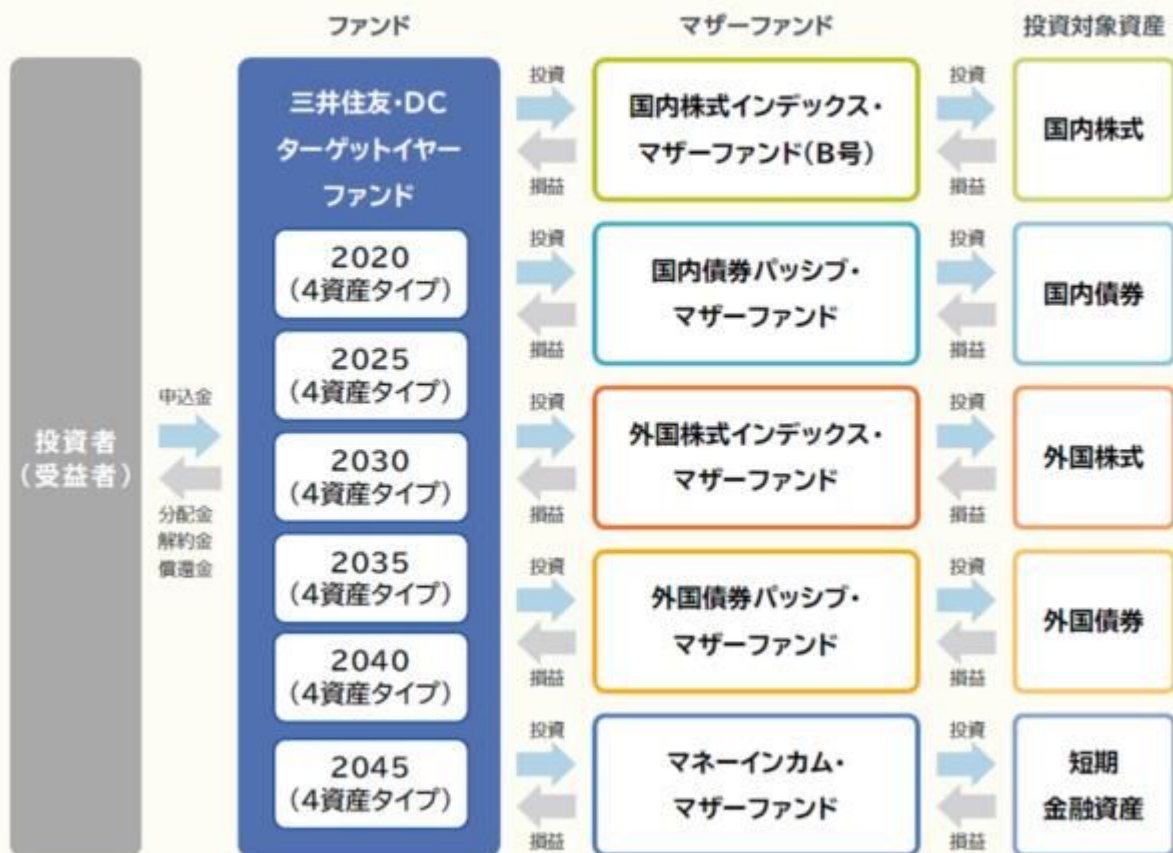 ファンド
マザーファンド
投資対象資産
投資者
（受益者）
申込金
分配金
解約金
償還金
三井住友・DC
ターゲットイヤー
ファンド
2020
（4資産タイプ）
2025
（4資産タイプ）
2030
（4資産タイプ）
2035
（4資産タイプ）
2040
（4資産タイプ）
2045
（4資産タイプ）
投資
損益
国内株式インデックス・
マザーファンド（B号）
投資
損益
国内株式
投資
損益
国内債券パッシブ・
マザーファンド
投資
損益
国内債券
投資
損益
外国株式インデックス・
マザーファンド
投資
損益
外国株式
投資
損益
外国債券パッシブ・
マザーファンド
投資
損益
外国債券
投資
損益
マネーインカム・
マザーファンド
投資
損益
短期
金融資産